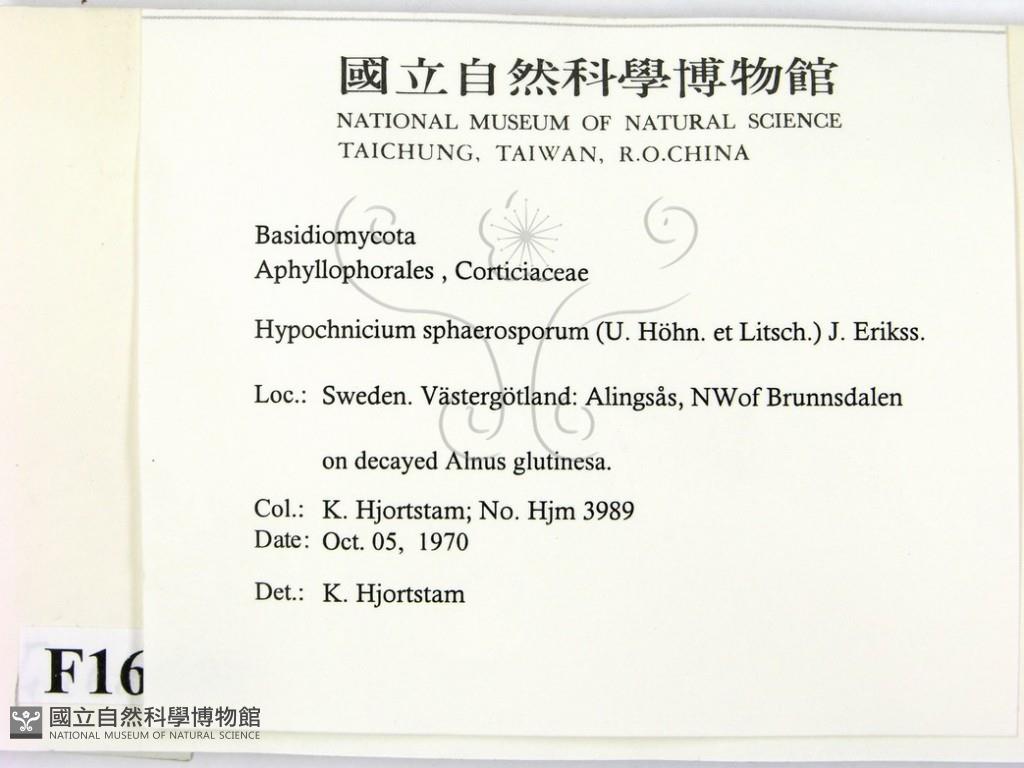 國立自然科學博物館
NATIONAL MUSEUM OF NATURAL SCIENCE
TAICHUNG, TAIWAN, R.O.CHINA
Basidiomycota
Aphyllophorales , Corticiaceae
Hypochnicium sphaerosporum (U. Höhn. et Litsch.) J. Erikss.
Loc.: Sweden. Västergötland: Alingsås, NWof Brunnsdalen
on decayed Alnus glutinesa.
Col.: K. Hjortstam; No. Hjm 3989
Date: Oct. 05, 1970
Det.: K. Hjortstam
F16
國立自然科學博物館
NATIONAL MUSEUM OF NATURAL SCIENCE